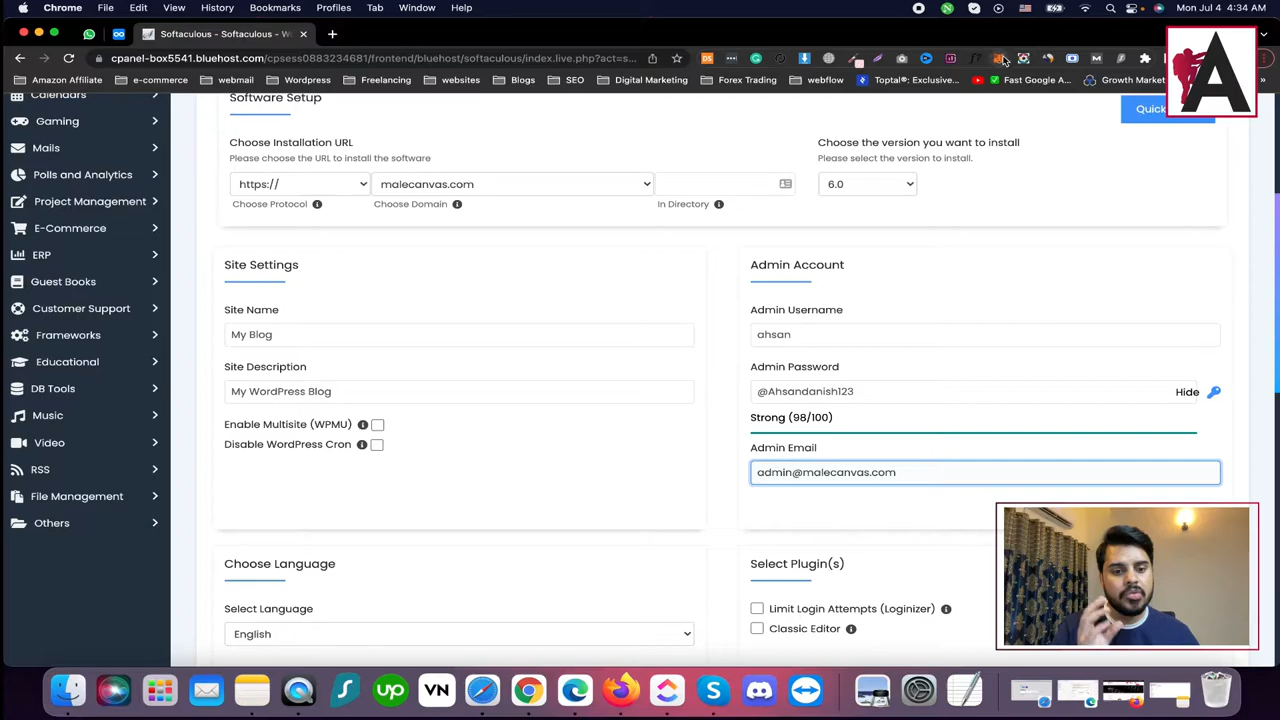 Chrome File Edit View History Bookmarks Profiles Tab Window Help Mon Jul 4 4:34 AM
Softaculous - Softaculous - W
cpanel-box5541.bluehost.com/cpsess0883234681/frontend/bluehost/softaculous/index.live.php?act=s...
Amazon Affiliate e-commerce webmail Wordpress Freelancing websites Blogs SEO Digital Marketing Forex Trading webflow Toptal®: Exclusive... Fast Google A... Growth Market
A
Calendars
Gaming
Mails
Polls and Analytics
Project Management
E-Commerce
ERP
Guest Books
Customer Support
Frameworks
Educational
DB Tools
Music
Video
RSS
File Management
Others
Software Setup
Quick
Choose Installation URL
Please choose the URL to install the software
https:// malecanvas.com
Choose Protocol Choose Domain In Directory
Choose the version you want to install
Please select the version to install.
6.0
Site Settings
Site Name
My Blog
Site Description
My WordPress Blog
Enable Multisite (WPMU)
Disable WordPress Cron
Admin Account
Admin Username
ahsan
Admin Password
@Ahsandanish123 Hide
Strong (98/100)
Admin Email
admin@malecanvas.com
Choose Language
Select Language
English
Select Plugin(s)
Limit Login Attempts (Loginizer)
Classic Editor
up VN